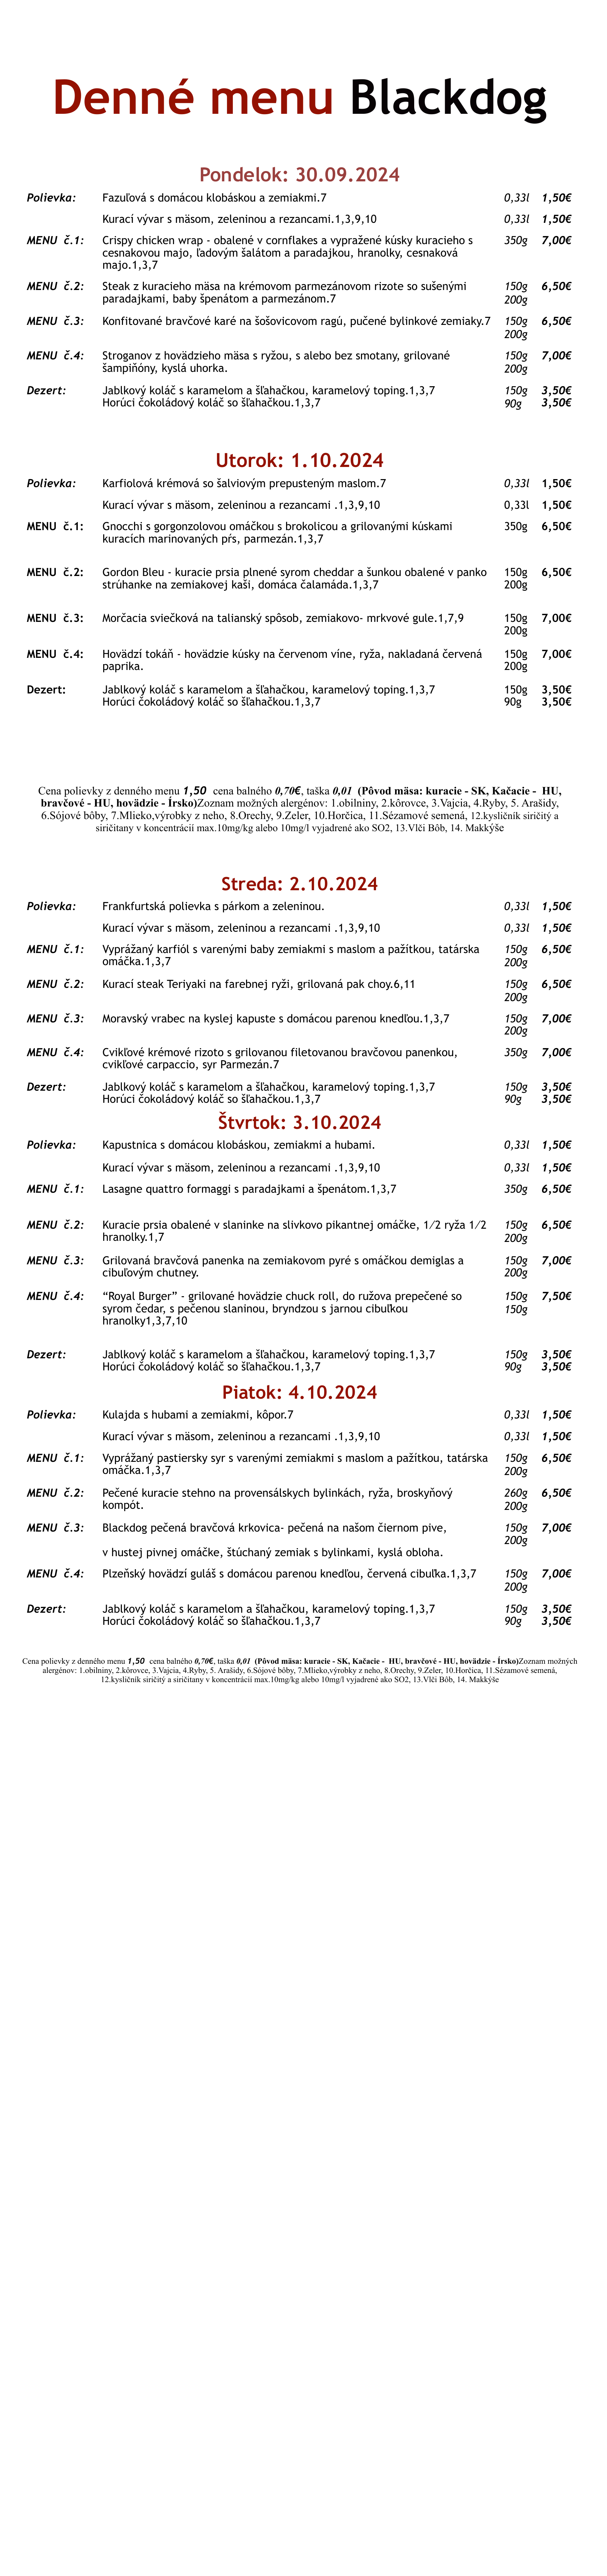 Denné menu Blackdog
Pondelok: 30.09.2024
Polievka: Fazuľová s domácou klobáskou a zemiakmi.7 0,33l 1,50€
Kurací vývar s mäsom, zeleninou a rezancami.1,3,9,10 0,33l 1,50€
MENU č.1: Crispy chicken wrap - obalené v cornflakes a vypražené kúsky kuracieho s 350g 7,00€
cesnakovou majo, ľadovým šalátom a paradajkou, hranolky, cesnaková
majo.1,3,7
MENU č.2: Steak z kuracieho mäsa na krémovom parmezánovom rizote so sušenými 150g 6,50€
paradajkami, baby špenátom a parmezánom.7 200g
MENU č.3: Konfitované bravčové karé na šošovicovom ragú, pučené bylinkové zemiaky.7 150g 6,50€
200g
MENU č.4: Stroganov z hovädzieho mäsa s ryžou, s alebo bez smotany, grilované 150g 7,00€
šampiňóny, kyslá uhorka. 200g
Dezert: Jablkový koláč s karamelom a šľahačkou, karamelový toping.1,3,7 150g 3,50€
Horúci čokoládový koláč so šľahačkou.1,3,7 90g 3,50€
Utorok: 1.10.2024
Polievka: Karfiolová krémová so šalviovým prepusteným maslom.7 0,33l 1,50€
Kurací vývar s mäsom, zeleninou a rezancami .1,3,9,10 0,33l 1,50€
MENU č.1: Gnocchi s gorgonzolovou omáčkou s brokolicou a grilovanými kúskami 350g 6,50€
kuracích marinovaných pŕs, parmezán.1,3,7
MENU č.2: Gordon Bleu - kuracie prsia plnené syrom cheddar a šunkou obalené v panko 150g 6,50€
strúhanke na zemiakovej kaši, domáca čalamáda.1,3,7 200g
MENU č.3: Morčacia sviečková na talianský spôsob, zemiakovo- mrkvové gule.1,7,9 150g 7,00€
200g
MENU č.4: Hovädzí tokáň - hovädzie kúsky na červenom víne, ryža, nakladaná červená 150g 7,00€
paprika. 200g
Dezert: Jablkový koláč s karamelom a šľahačkou, karamelový toping.1,3,7 150g 3,50€
Horúci čokoládový koláč so šľahačkou.1,3,7 90g 3,50€
Cena polievky z denného menu 1,50 cena balného 0,70€, taška 0,01 (Pôvod mäsa: kuracie - SK, Kačacie - HU,
bravčové - HU, hovädzie - Írsko)Zoznam možných alergénov: 1.obilniny, 2.kôrovce, 3.Vajcia, 4.Ryby, 5. Arašidy,
6.Sójové bôby, 7.Mlieko,výrobky z neho, 8.Orechy, 9.Zeler, 10.Horčica, 11.Sézamové semená, 12.kysličník siričitý a
siričitany v koncentrácií max.10mg/kg alebo 10mg/l vyjadrené ako SO2, 13.Vlči Bôb, 14. Makkýše
Streda: 2.10.2024
Polievka: Frankfurtská polievka s párkom a zeleninou. 0,33l 1,50€
Kurací vývar s mäsom, zeleninou a rezancami .1,3,9,10 0,33l 1,50€
MENU č.1: Vyprážaný karfiól s varenými baby zemiakmi s maslom a pažítkou, tatárska 150g 6,50€
omáčka.1,3,7 200g
MENU č.2: Kurací steak Teriyaki na farebnej ryži, grilovaná pak choy.6,11 150g 6,50€
200g
MENU č.3: Moravský vrabec na kyslej kapuste s domácou parenou knedľou.1,3,7 150g 7,00€
200g
MENU č.4: Cvikľové krémové rizoto s grilovanou filetovanou bravčovou panenkou, 350g 7,00€
cvikľové carpaccio, syr Parmezán.7
Dezert: Jablkový koláč s karamelom a šľahačkou, karamelový toping.1,3,7 150g 3,50€
Horúci čokoládový koláč so šľahačkou.1,3,7 90g 3,50€
Štvrtok: 3.10.2024
Polievka: Kapustnica s domácou klobáskou, zemiakmi a hubami. 0,33l 1,50€
Kurací vývar s mäsom, zeleninou a rezancami .1,3,9,10 0,33l 1,50€
MENU č.1: Lasagne quattro formaggi s paradajkami a špenátom.1,3,7 350g 6,50€
MENU č.2: Kuracie prsia obalené v slaninke na slivkovo pikantnej omáčke, 1/2 ryža 1/2 150g 6,50€
hranolky.1,7 200g
MENU č.3: Grilovaná bravčová panenka na zemiakovom pyré s omáčkou demiglas a 150g 7,00€
cibuľovým chutney. 200g
MENU č.4: “Royal Burger” - grilované hovädzie chuck roll, do ružova prepečené so 150g 7,50€
syrom čedar, s pečenou slaninou, bryndzou s jarnou cibuľkou 150g
hranolky1,3,7,10
Dezert: Jablkový koláč s karamelom a šľahačkou, karamelový toping.1,3,7 150g 3,50€
Horúci čokoládový koláč so šľahačkou.1,3,7 90g 3,50€
Piatok: 4.10.2024
Polievka: Kulajda s hubami a zemiakmi, kôpor.7 0,33l 1,50€
Kurací vývar s mäsom, zeleninou a rezancami .1,3,9,10 0,33l 1,50€
MENU č.1: Vyprážaný pastiersky syr s varenými zemiakmi s maslom a pažítkou, tatárska 150g 6,50€
omáčka.1,3,7 200g
MENU č.2: Pečené kuracie stehno na provensálskych bylinkách, ryža, broskyňový 260g 6,50€
kompót. 200g
MENU č.3: Blackdog pečená bravčová krkovica- pečená na našom čiernom pive, 150g 7,00€
200g
v hustej pivnej omáčke, štúchaný zemiak s bylinkami, kyslá obloha.
MENU č.4: Plzeňský hovädzí guláš s domácou parenou knedľou, červená cibuľka.1,3,7 150g 7,00€
200g
Dezert: Jablkový koláč s karamelom a šľahačkou, karamelový toping.1,3,7 150g 3,50€
Horúci čokoládový koláč so šľahačkou.1,3,7 90g 3,50€
Cena polievky z denného menu 1,50 cena balného 0,70€, taška 0,01 (Pôvod mäsa: kuracie - SK, Kačacie - HU, bravčové - HU, hovädzie - Írsko)Zoznam možných
alergénov: 1.obilniny, 2.kôrovce, 3.Vajcia, 4.Ryby, 5. Arašidy, 6.Sójové bôby, 7.Mlieko,výrobky z neho, 8.Orechy, 9.Zeler, 10.Horčica, 11.Sézamové semená,
12.kysličník siričitý a siričitany v koncentrácií max.10mg/kg alebo 10mg/l vyjadrené ako SO2, 13.Vlči Bôb, 14. Makkýše